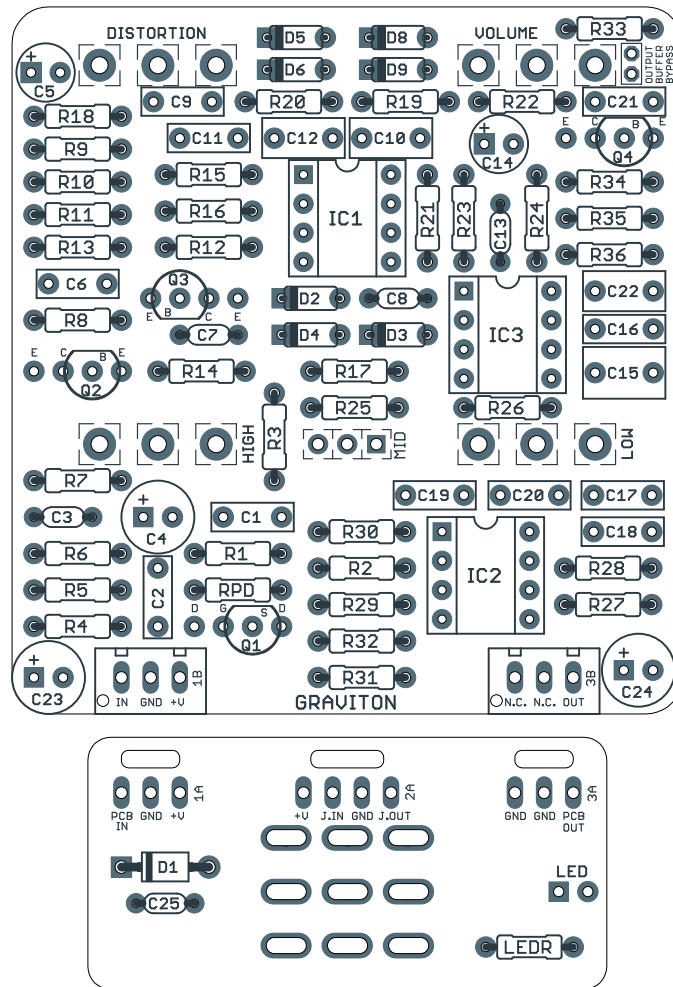 DISTORTION
D5
D8
VOLUME
R33
D6
D9
OUTPUT
BUFFER
BYPASS
+
C5
C9
R20
R19
R22
C21
R18
C11
C12
C10
+
C14
E
C
B
E
Q4
R9
R15
R34
R10
R16
IC1
R21
R23
C13
R24
R35
R11
R13
R12
R36
C6
Q3
E
B
C
E
D2
C8
C22
R8
C7
D4
D3
IC3
C16
E
C
B
E
Q2
R14
R17
C15
R3
R25
R26
HIGH
MID
LOW
R7
C19
C20
C17
C3
+
C4
C1
R30
C18
R6
R1
R2
IC2
R28
R5
C2
RPD
R29
R27
R4
D
G
S
D
Q1
R32
+
C23
1B
IN
GND
+V
R31
GRAVITON
3B
N.C.
N.C.
OUT
+
C24
1A
PCB
IN
GND
+V
2A
+V
J.IN
GND
J.OUT
3A
GND
GND
PCB
OUT
D1
C25
LED
LEDR